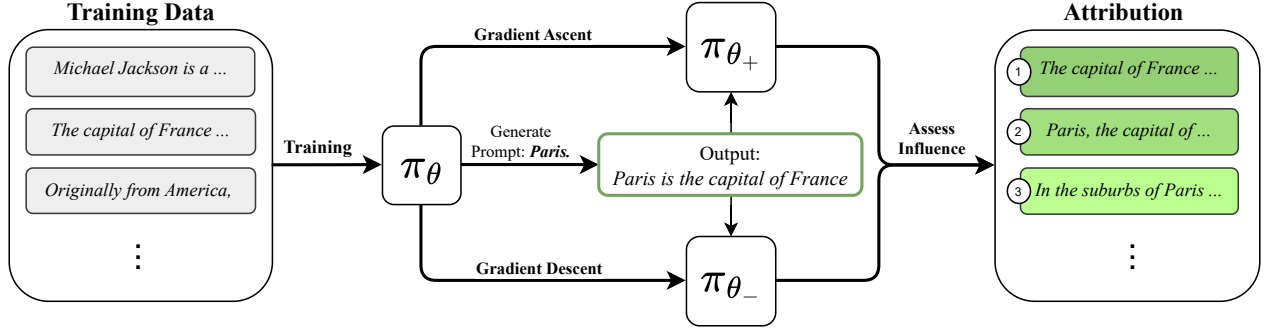 Training Data
Michael Jackson is a ...
The capital of France ...
Originally from America,
⋮
Training
π_θ
Gradient Ascent
Generate
Prompt: Paris.
Gradient Descent
π_θ₊
Output:
Paris is the capital of France
π_θ₋
Assess
Influence
Attribution
1 The capital of France ...
2 Paris, the capital of ...
3 In the suburbs of Paris ...
⋮